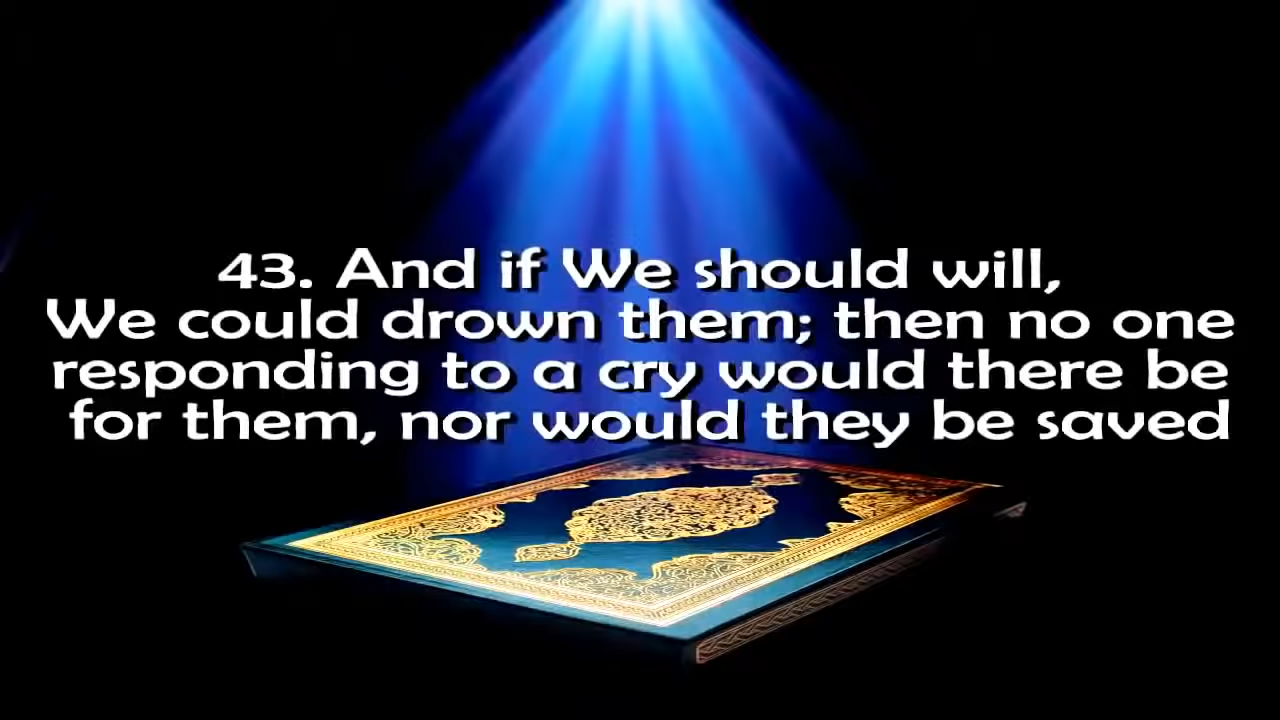 43. And if We should will,
We could drown them; then no one
responding to a cry would there be
for them, nor would they be saved